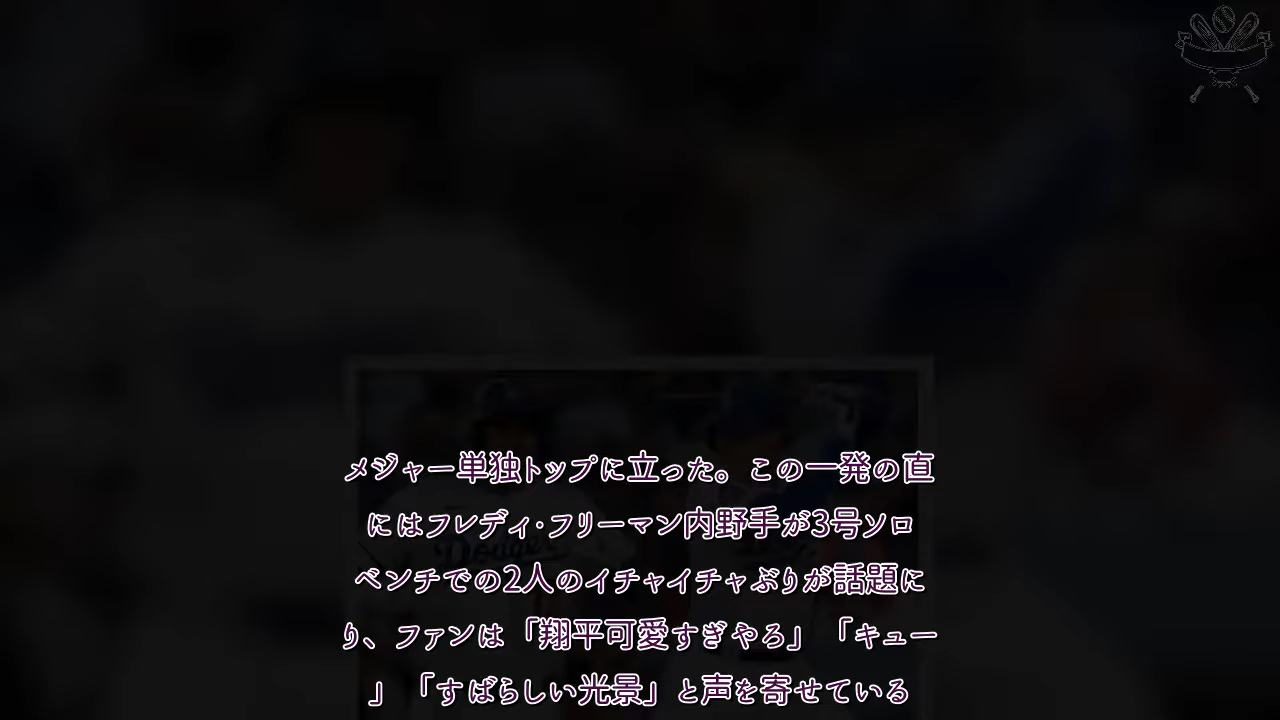 メジャー単独トップに立った。この一発の直
にはフレディ・フリーマン内野手が3号ソロ
ベンチでの2人のイチャイチャぶりが話題に
り、ファンは「翔平可愛すぎやろ」「キュー
」「すばらしい光景」と声を寄せている
Dodgers